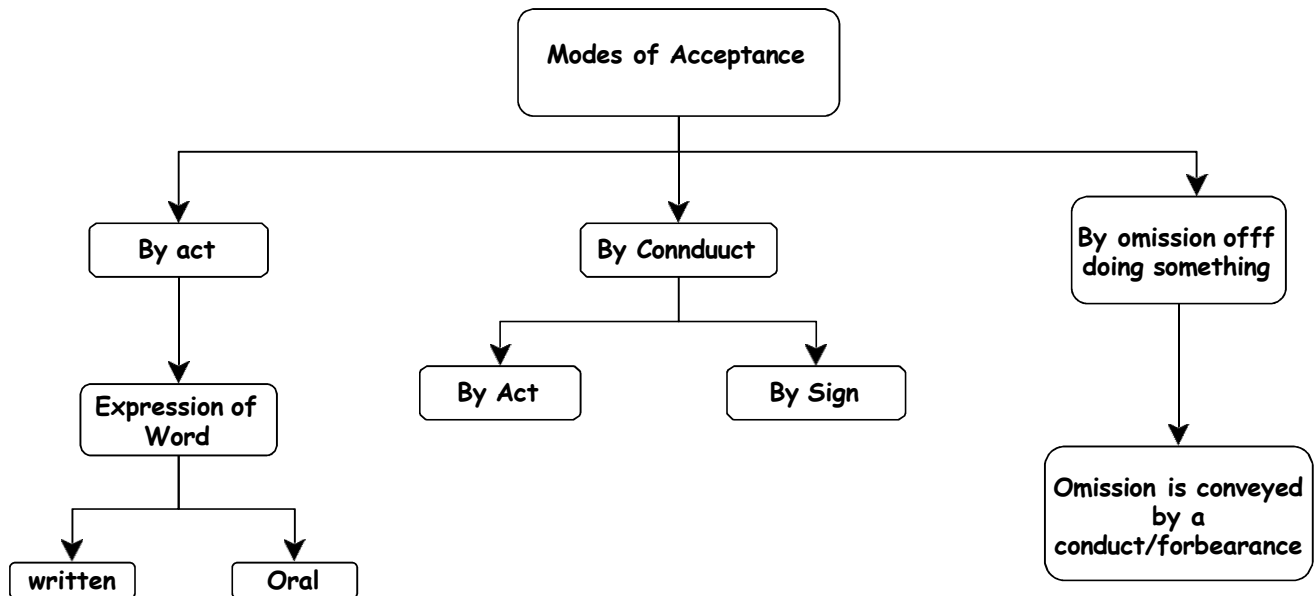 Modes of Acceptance
By act
By Connduuct
By omission offf
doing something
By Act
By Sign
Expression of
Word
Omission is conveyed
by a
conduct/forbearance
written
Oral